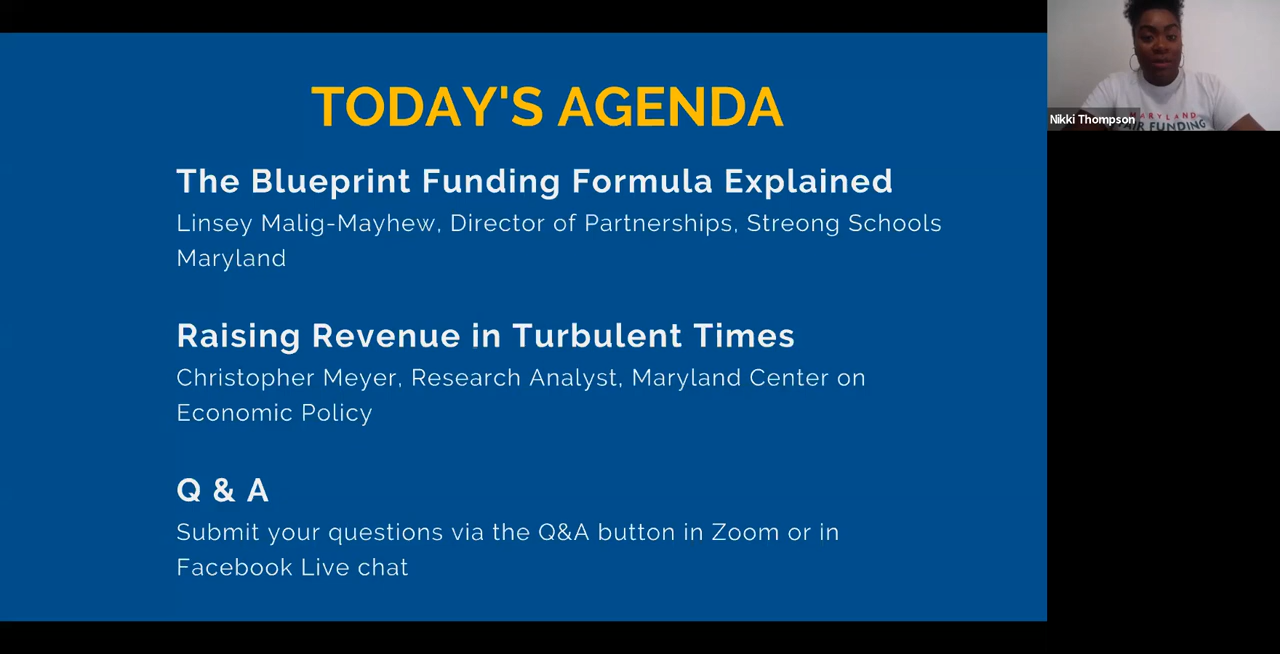 TODAY'S AGENDA
The Blueprint Funding Formula Explained
Linsey Malig-Mayhew, Director of Partnerships, Streong Schools
Maryland
Raising Revenue in Turbulent Times
Christopher Meyer, Research Analyst, Maryland Center on
Economic Policy
Q & A
Submit your questions via the Q&A button in Zoom or in
Facebook Live chat
Nikki Thompson
MARYLAND
FUNDING